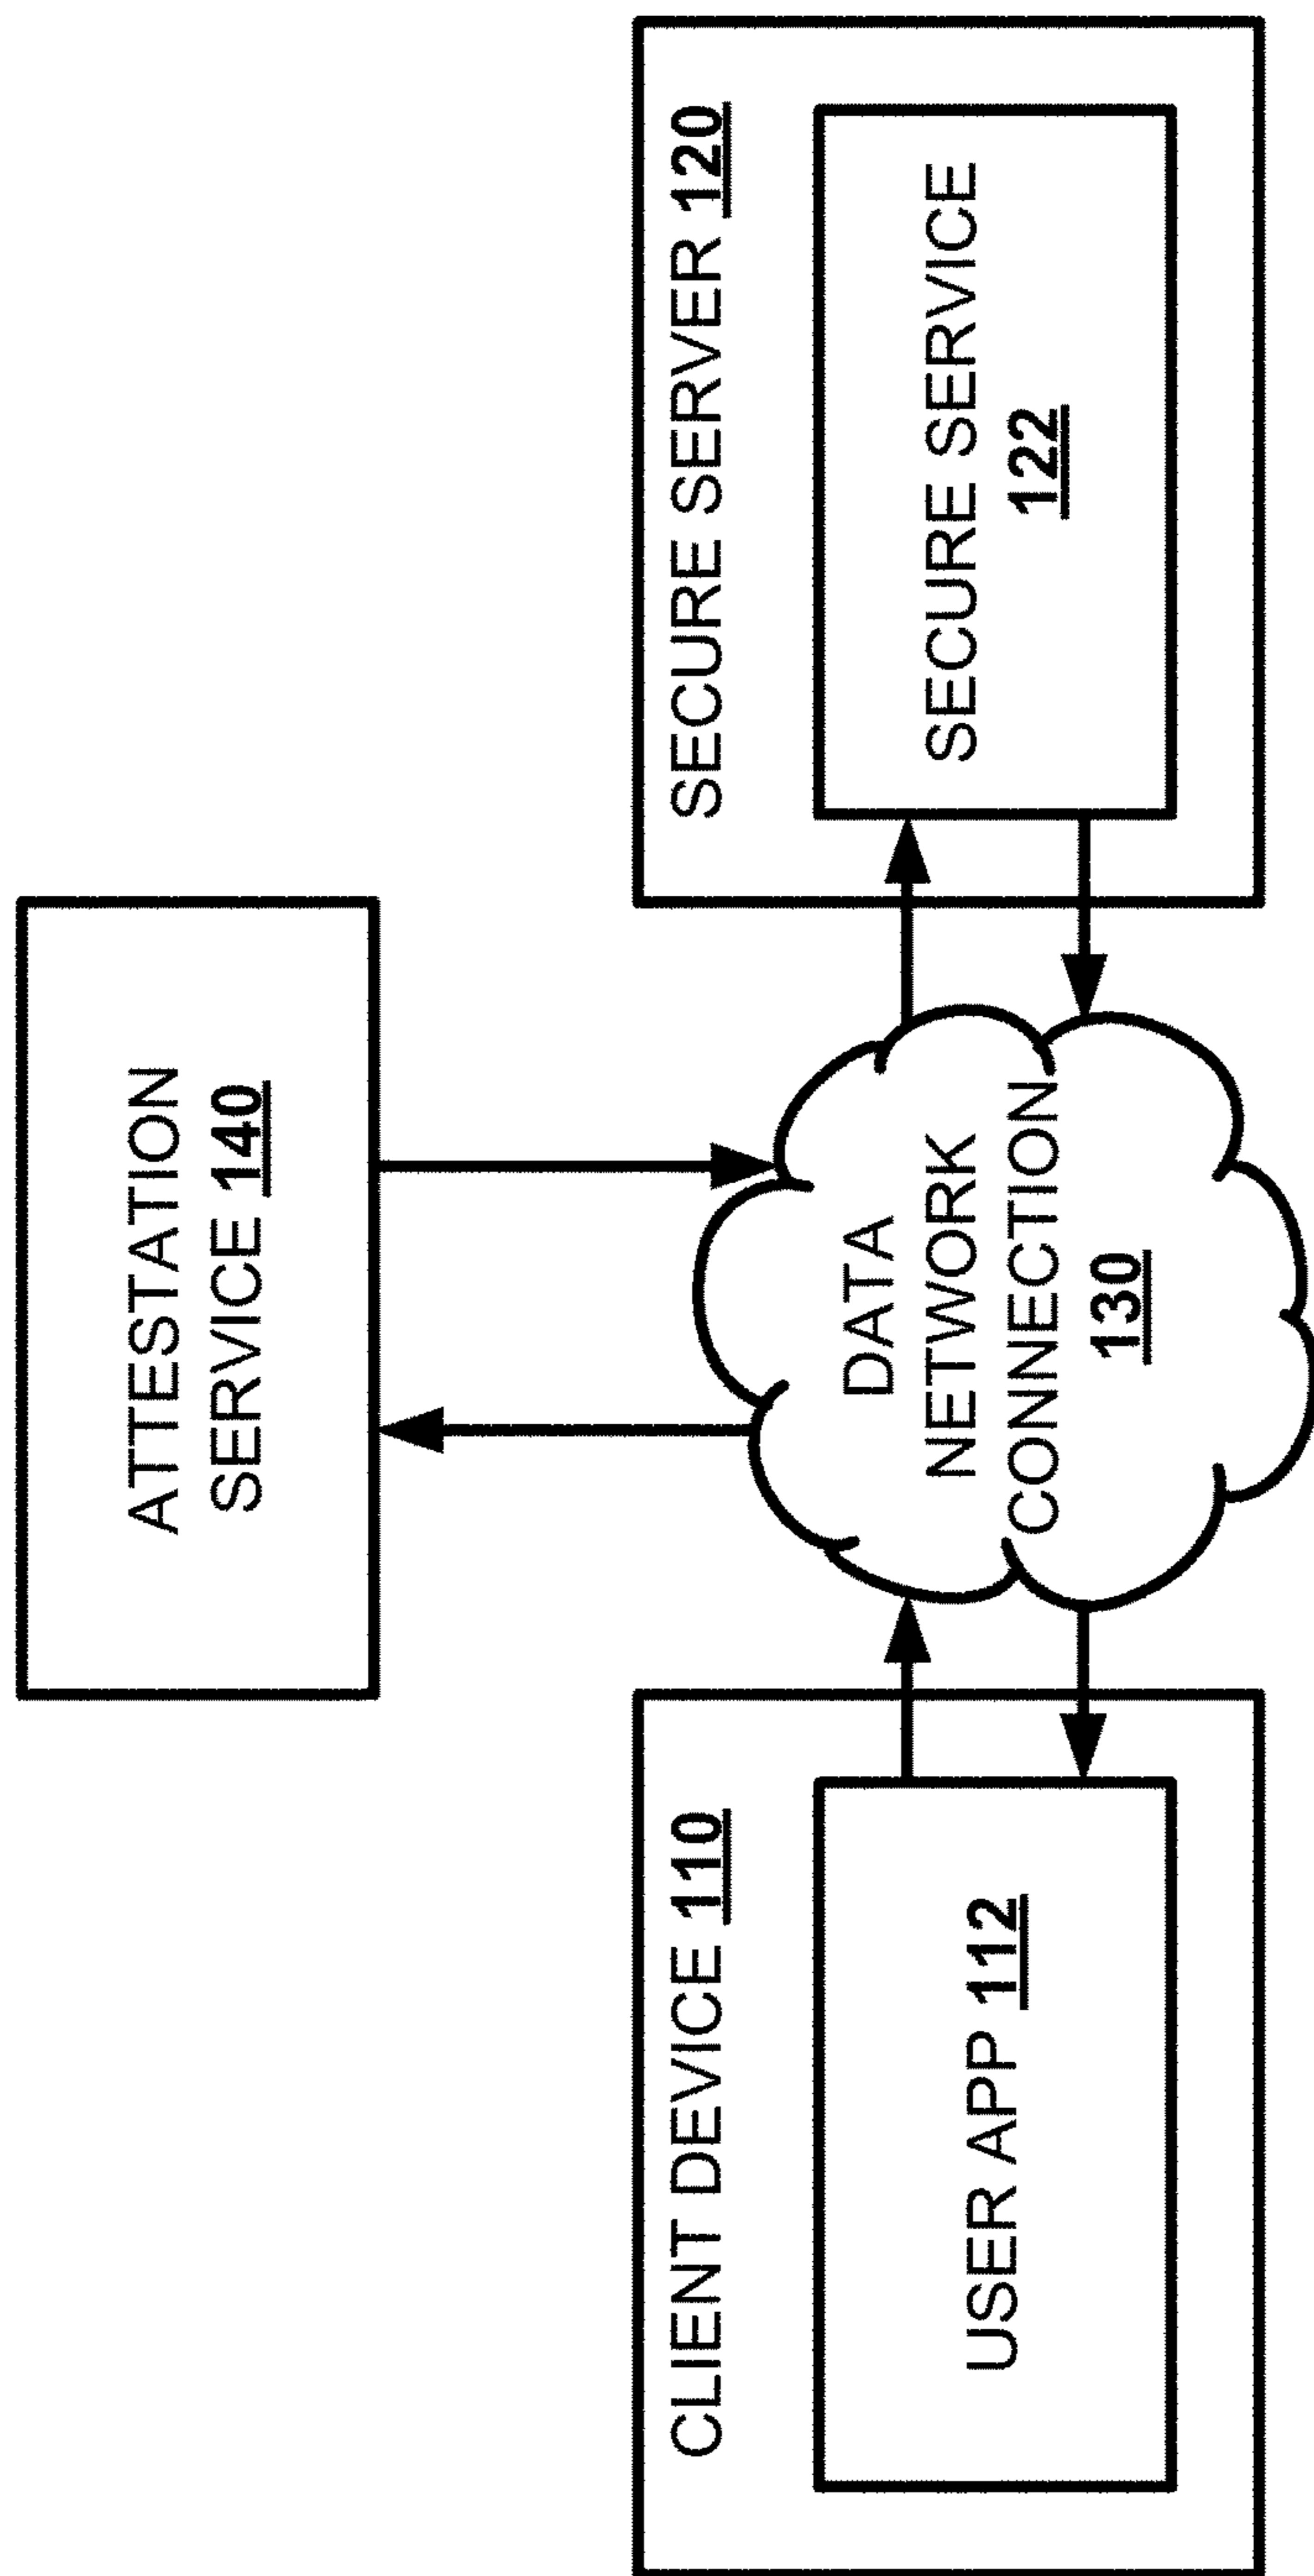 ATTESTATION
SERVICE 140
CLIENT DEVICE 110
USER APP 112
DATA
NETWORK
CONNECTION
130
SECURE SERVER 120
SECURE SERVICE
122